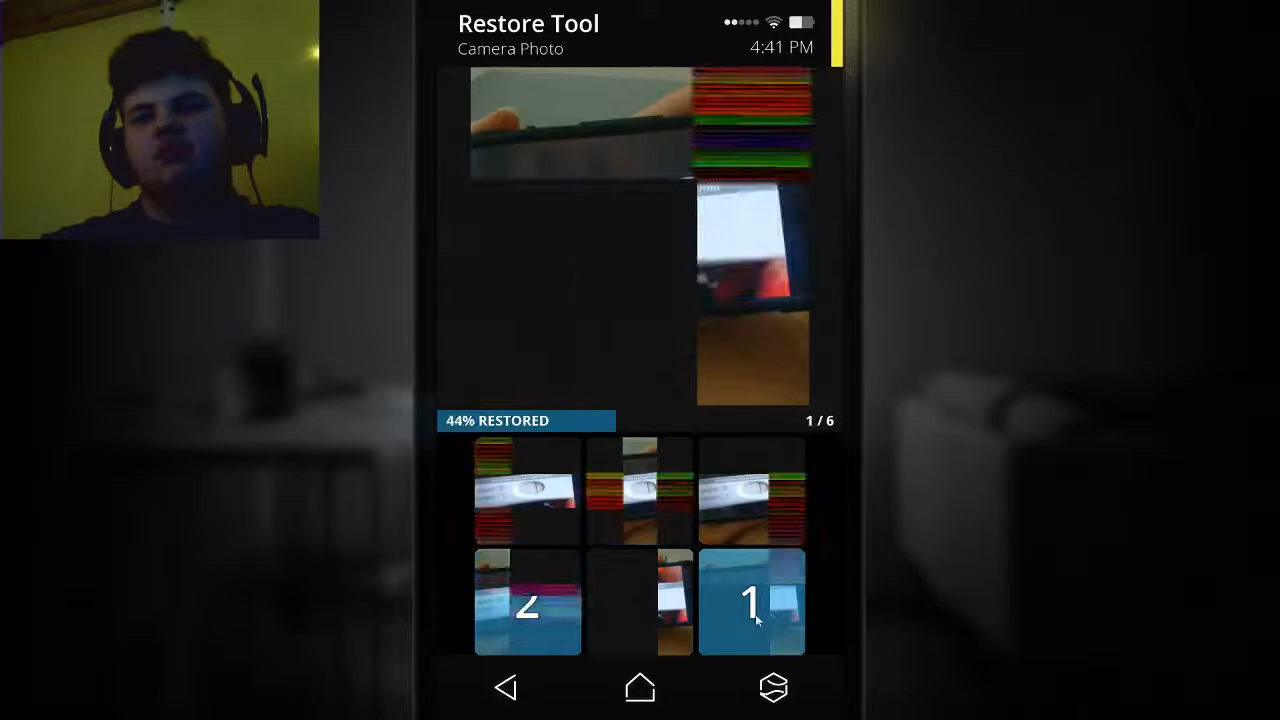 Restore Tool
Camera Photo
4:41 PM
44% RESTORED
1 / 6
2
1